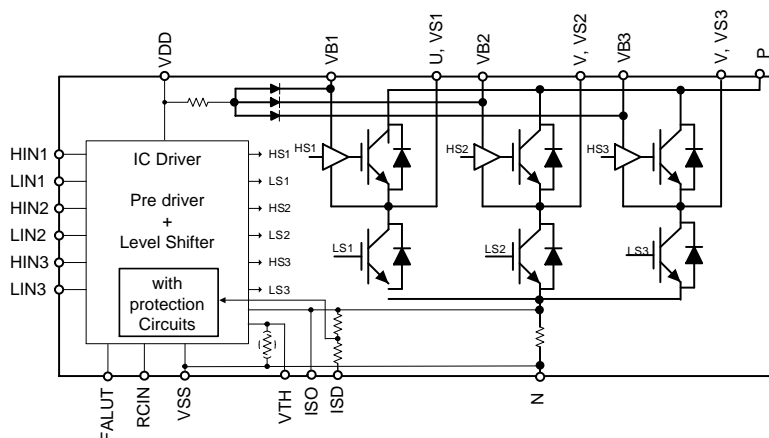 VDD
VB1
U, VS1
VB2
V, VS2
VB3
V, VS3
P
HIN1
LIN1
HIN2
LIN2
HIN3
LIN3
IC Driver
Pre driver
+
Level Shifter
with
protection
Circuits
HS1
LS1
HS2
LS2
HS3
LS3
HS1
HS2
HS3
LS1
LS2
LS3
FALUT
RCIN
VSS
VTH
ISO
ISD
N